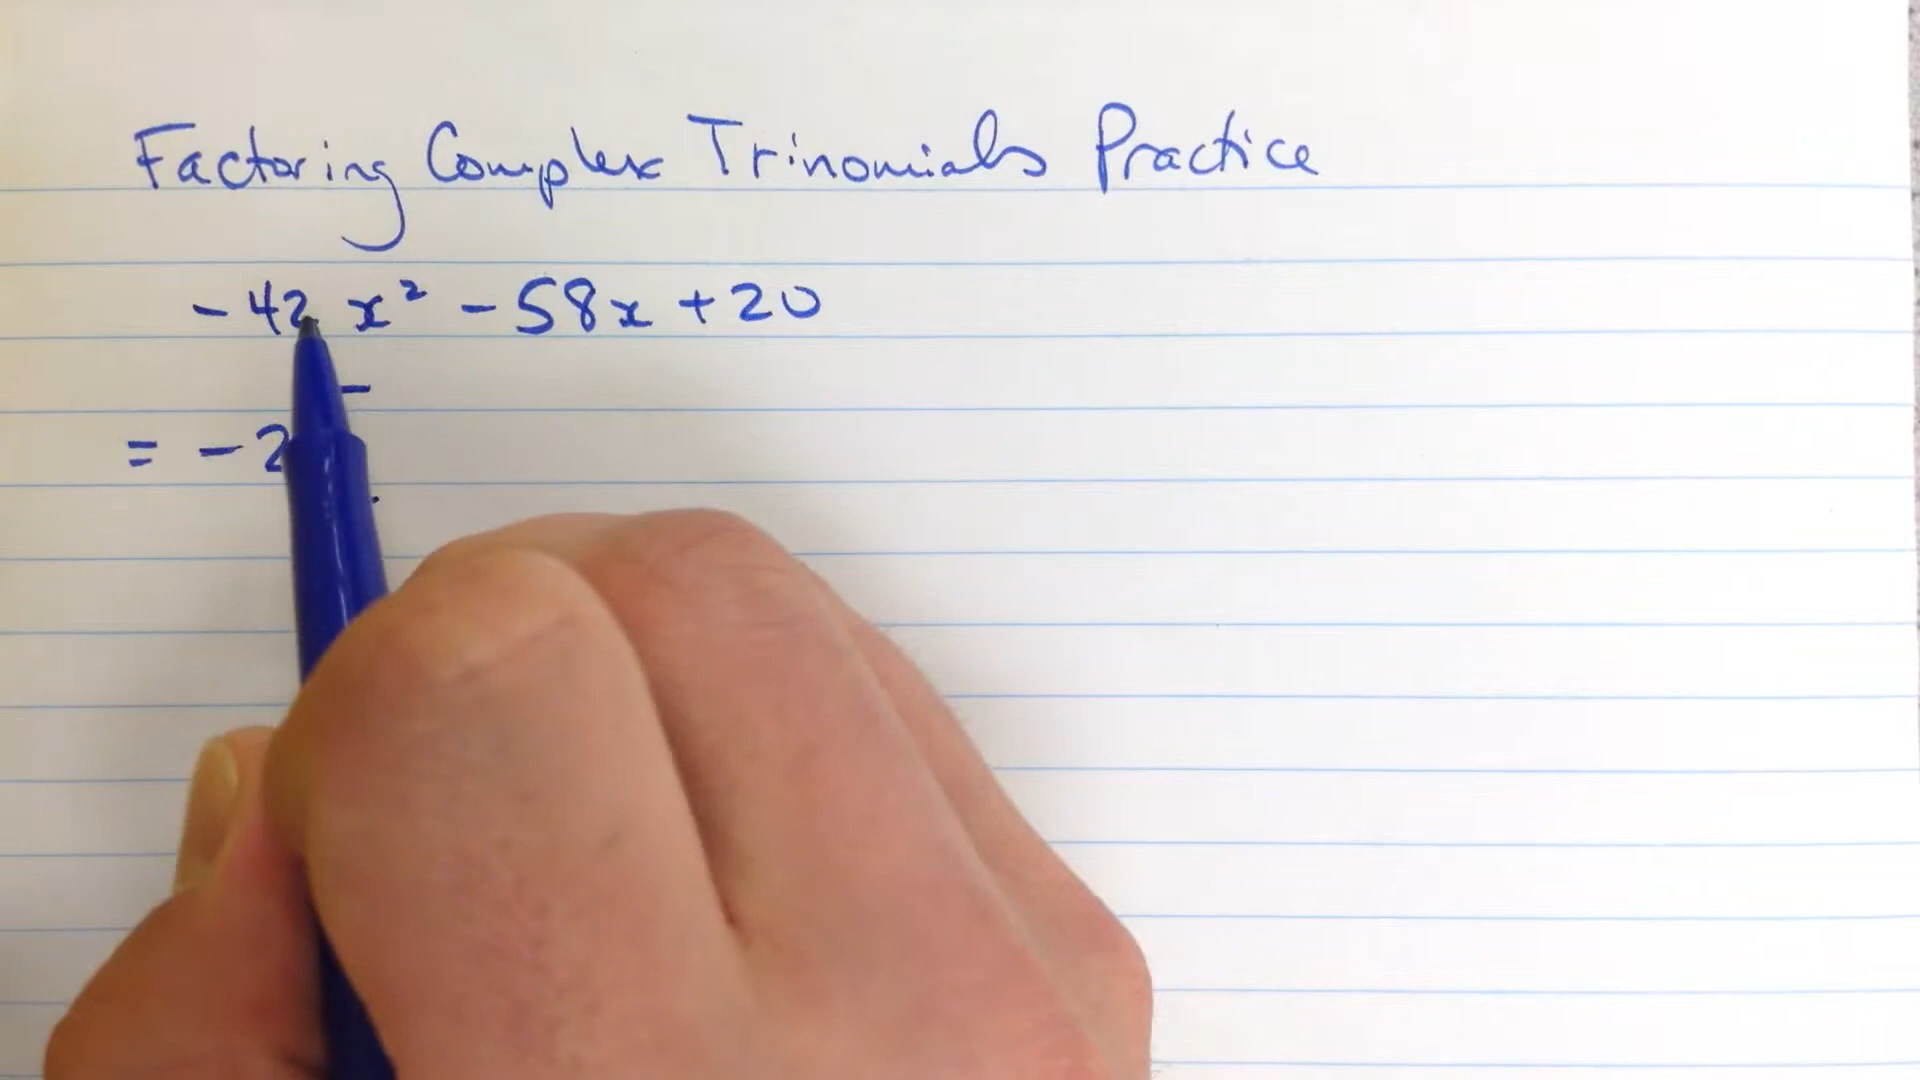 Factoring Complex Trinomials Practice
-42x² -58x +20
= -2